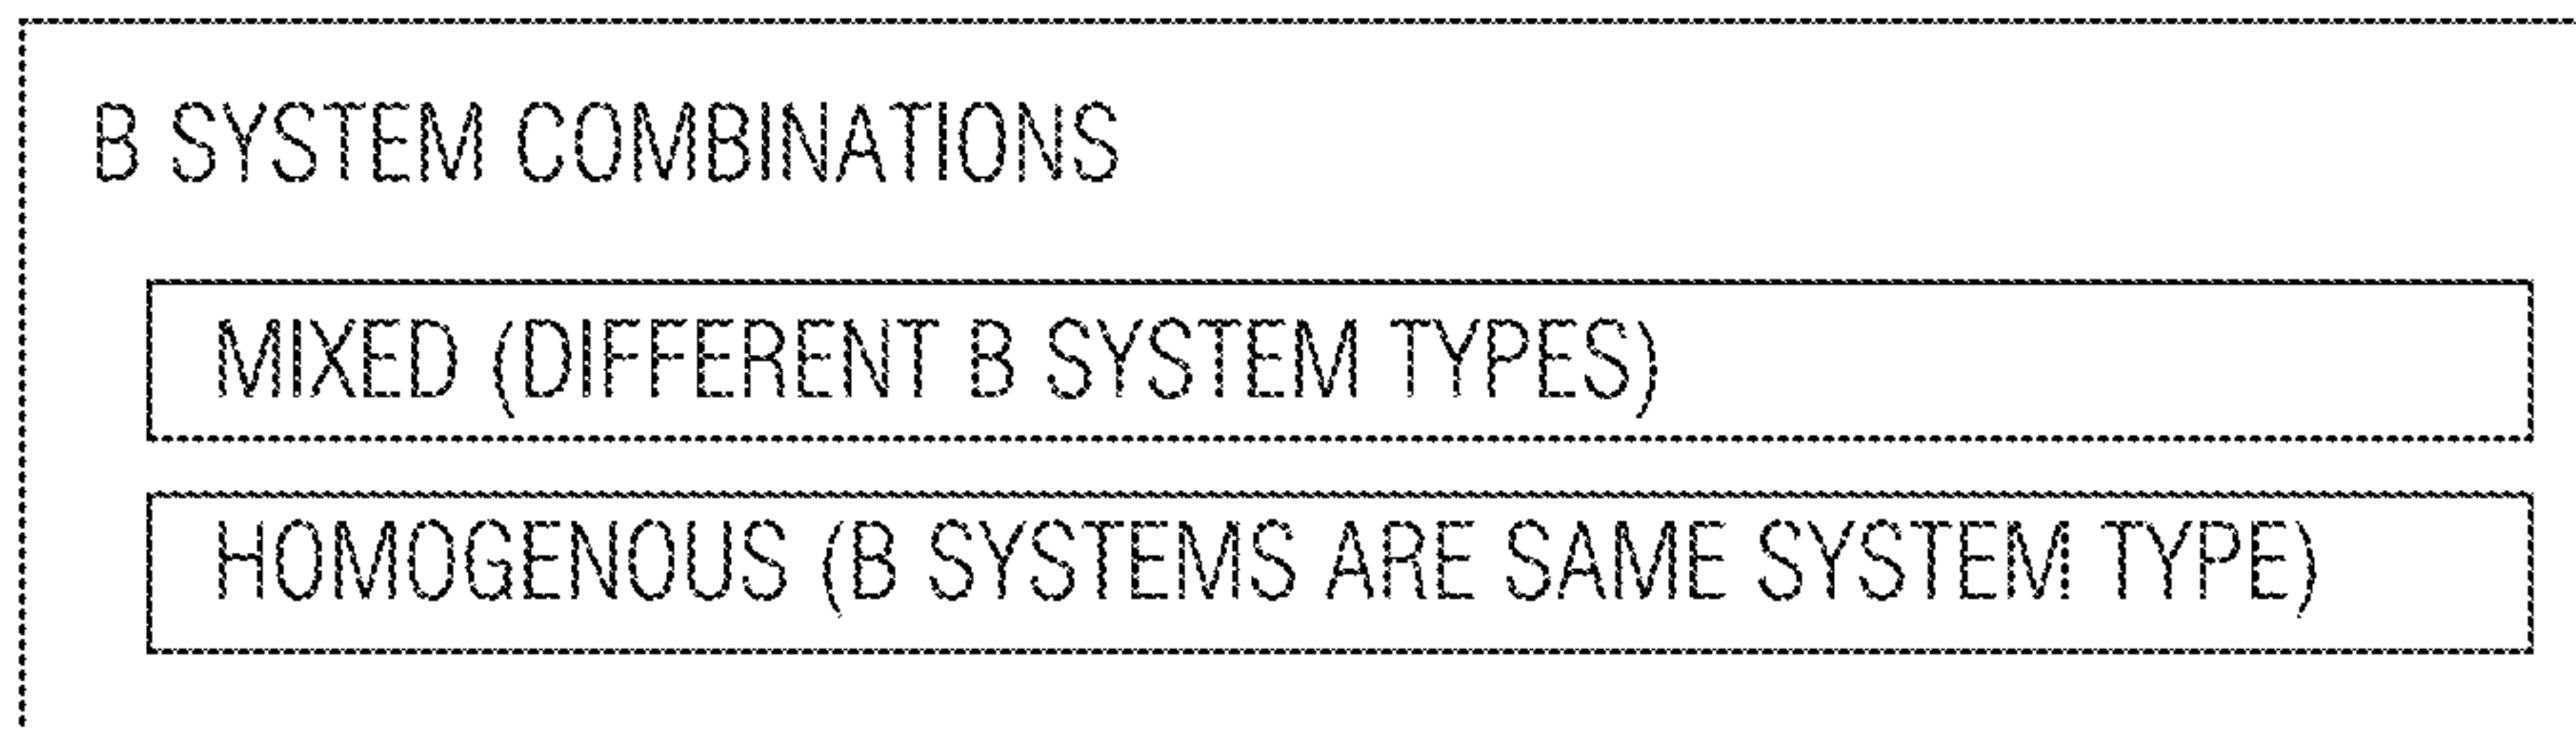 B SYSTEM COMBINATIONS
MIXED (DIFFERENT B SYSTEM TYPES)
HOMOGENOUS (B SYSTEMS ARE SAME SYSTEM TYPE)